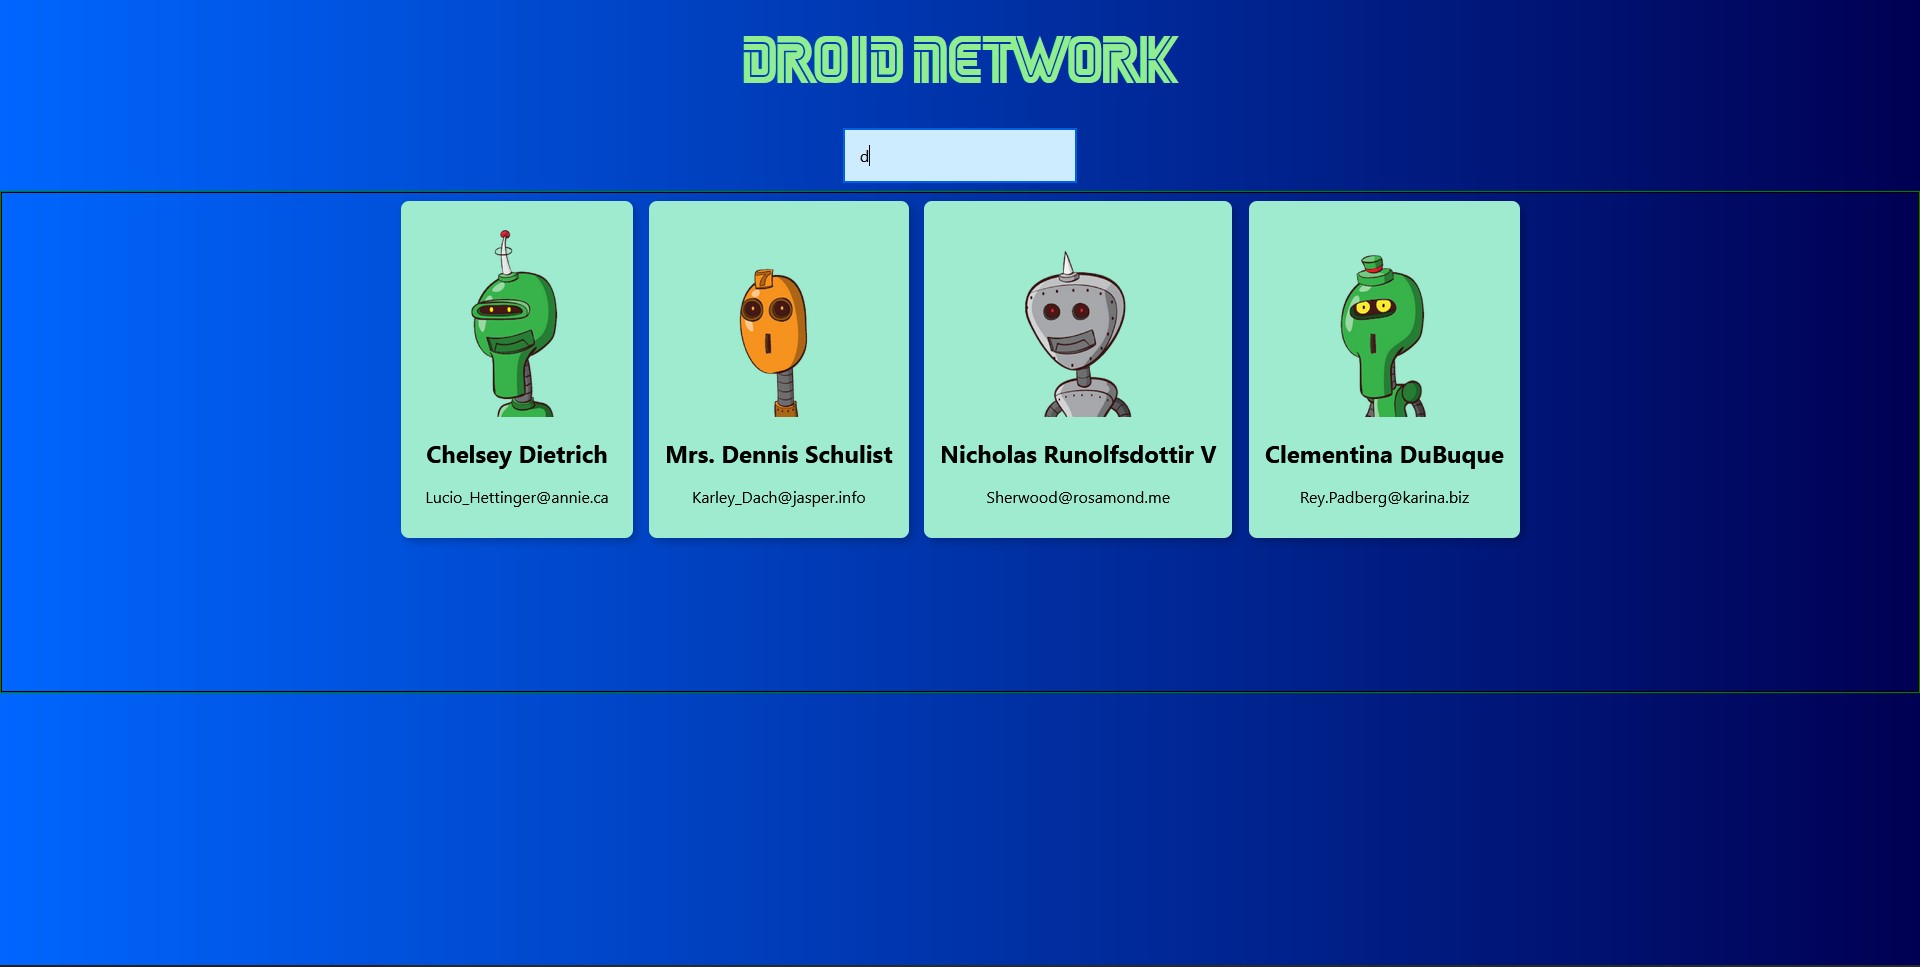 DROID NETWORK
d
7
Chelsey Dietrich
Mrs. Dennis Schulist
Nicholas Runolfsdottir V
Clementina DuBuque
Lucio_Hettinger@annie.ca
Karley_Dach@jasper.info
Sherwood@rosamond.me
Rey.Padberg@karina.biz